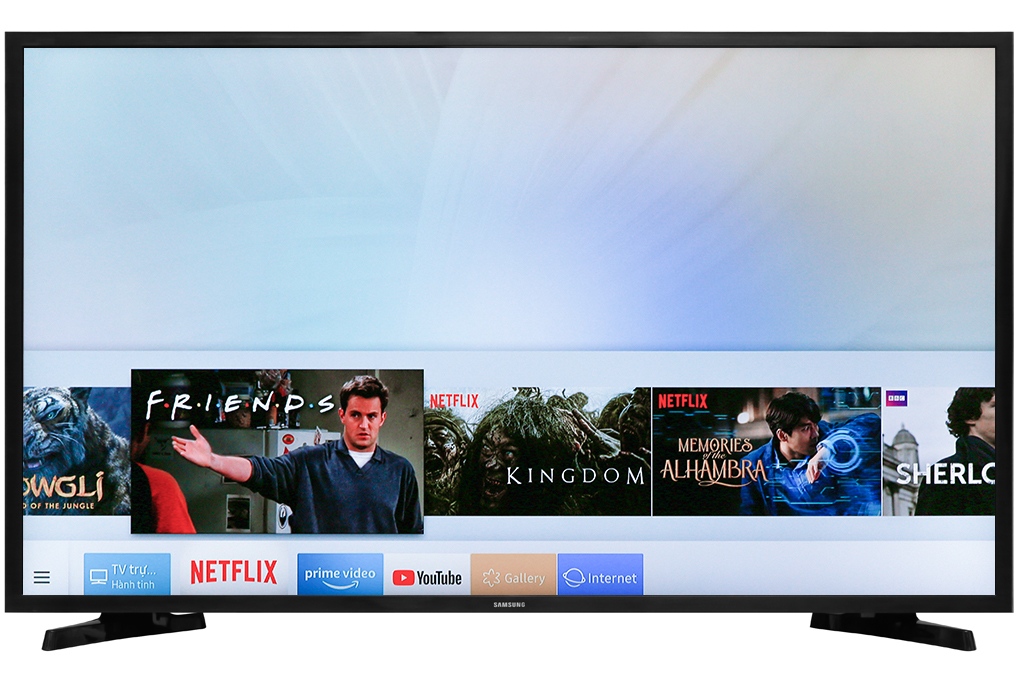 F·R·I·E·N·D·S
NETFLIX
KINGDOM
NETFLIX
MEMORIES
of the
ALHAMBRA
BBC
SHERLO
OWGLI
D OF THE JUNGLE
TV trự...
Hành tinh
NETFLIX
prime video
YouTube
Gallery
Internet
SAMSUNG